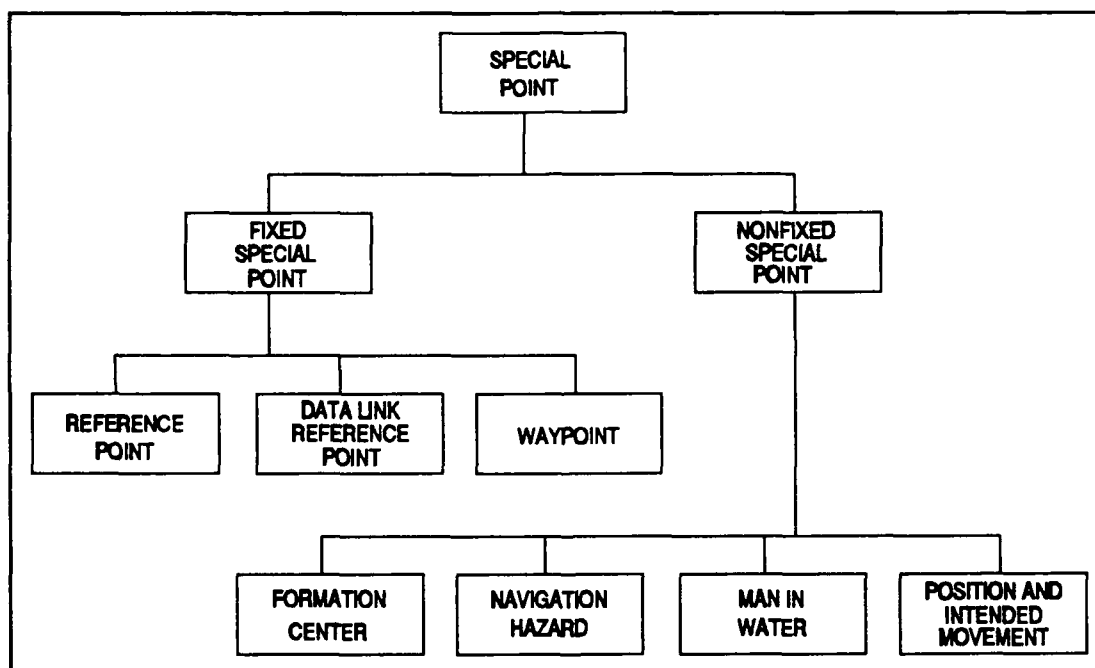 SPECIAL
POINT
FIXED
SPECIAL
POINT
NONFIXED
SPECIAL
POINT
REFERENCE
POINT
DATA LINK
REFERENCE
POINT
WAYPOINT
FORMATION
CENTER
NAVIGATION
HAZARD
MAN IN
WATER
POSITION AND
INTENDED
MOVEMENT